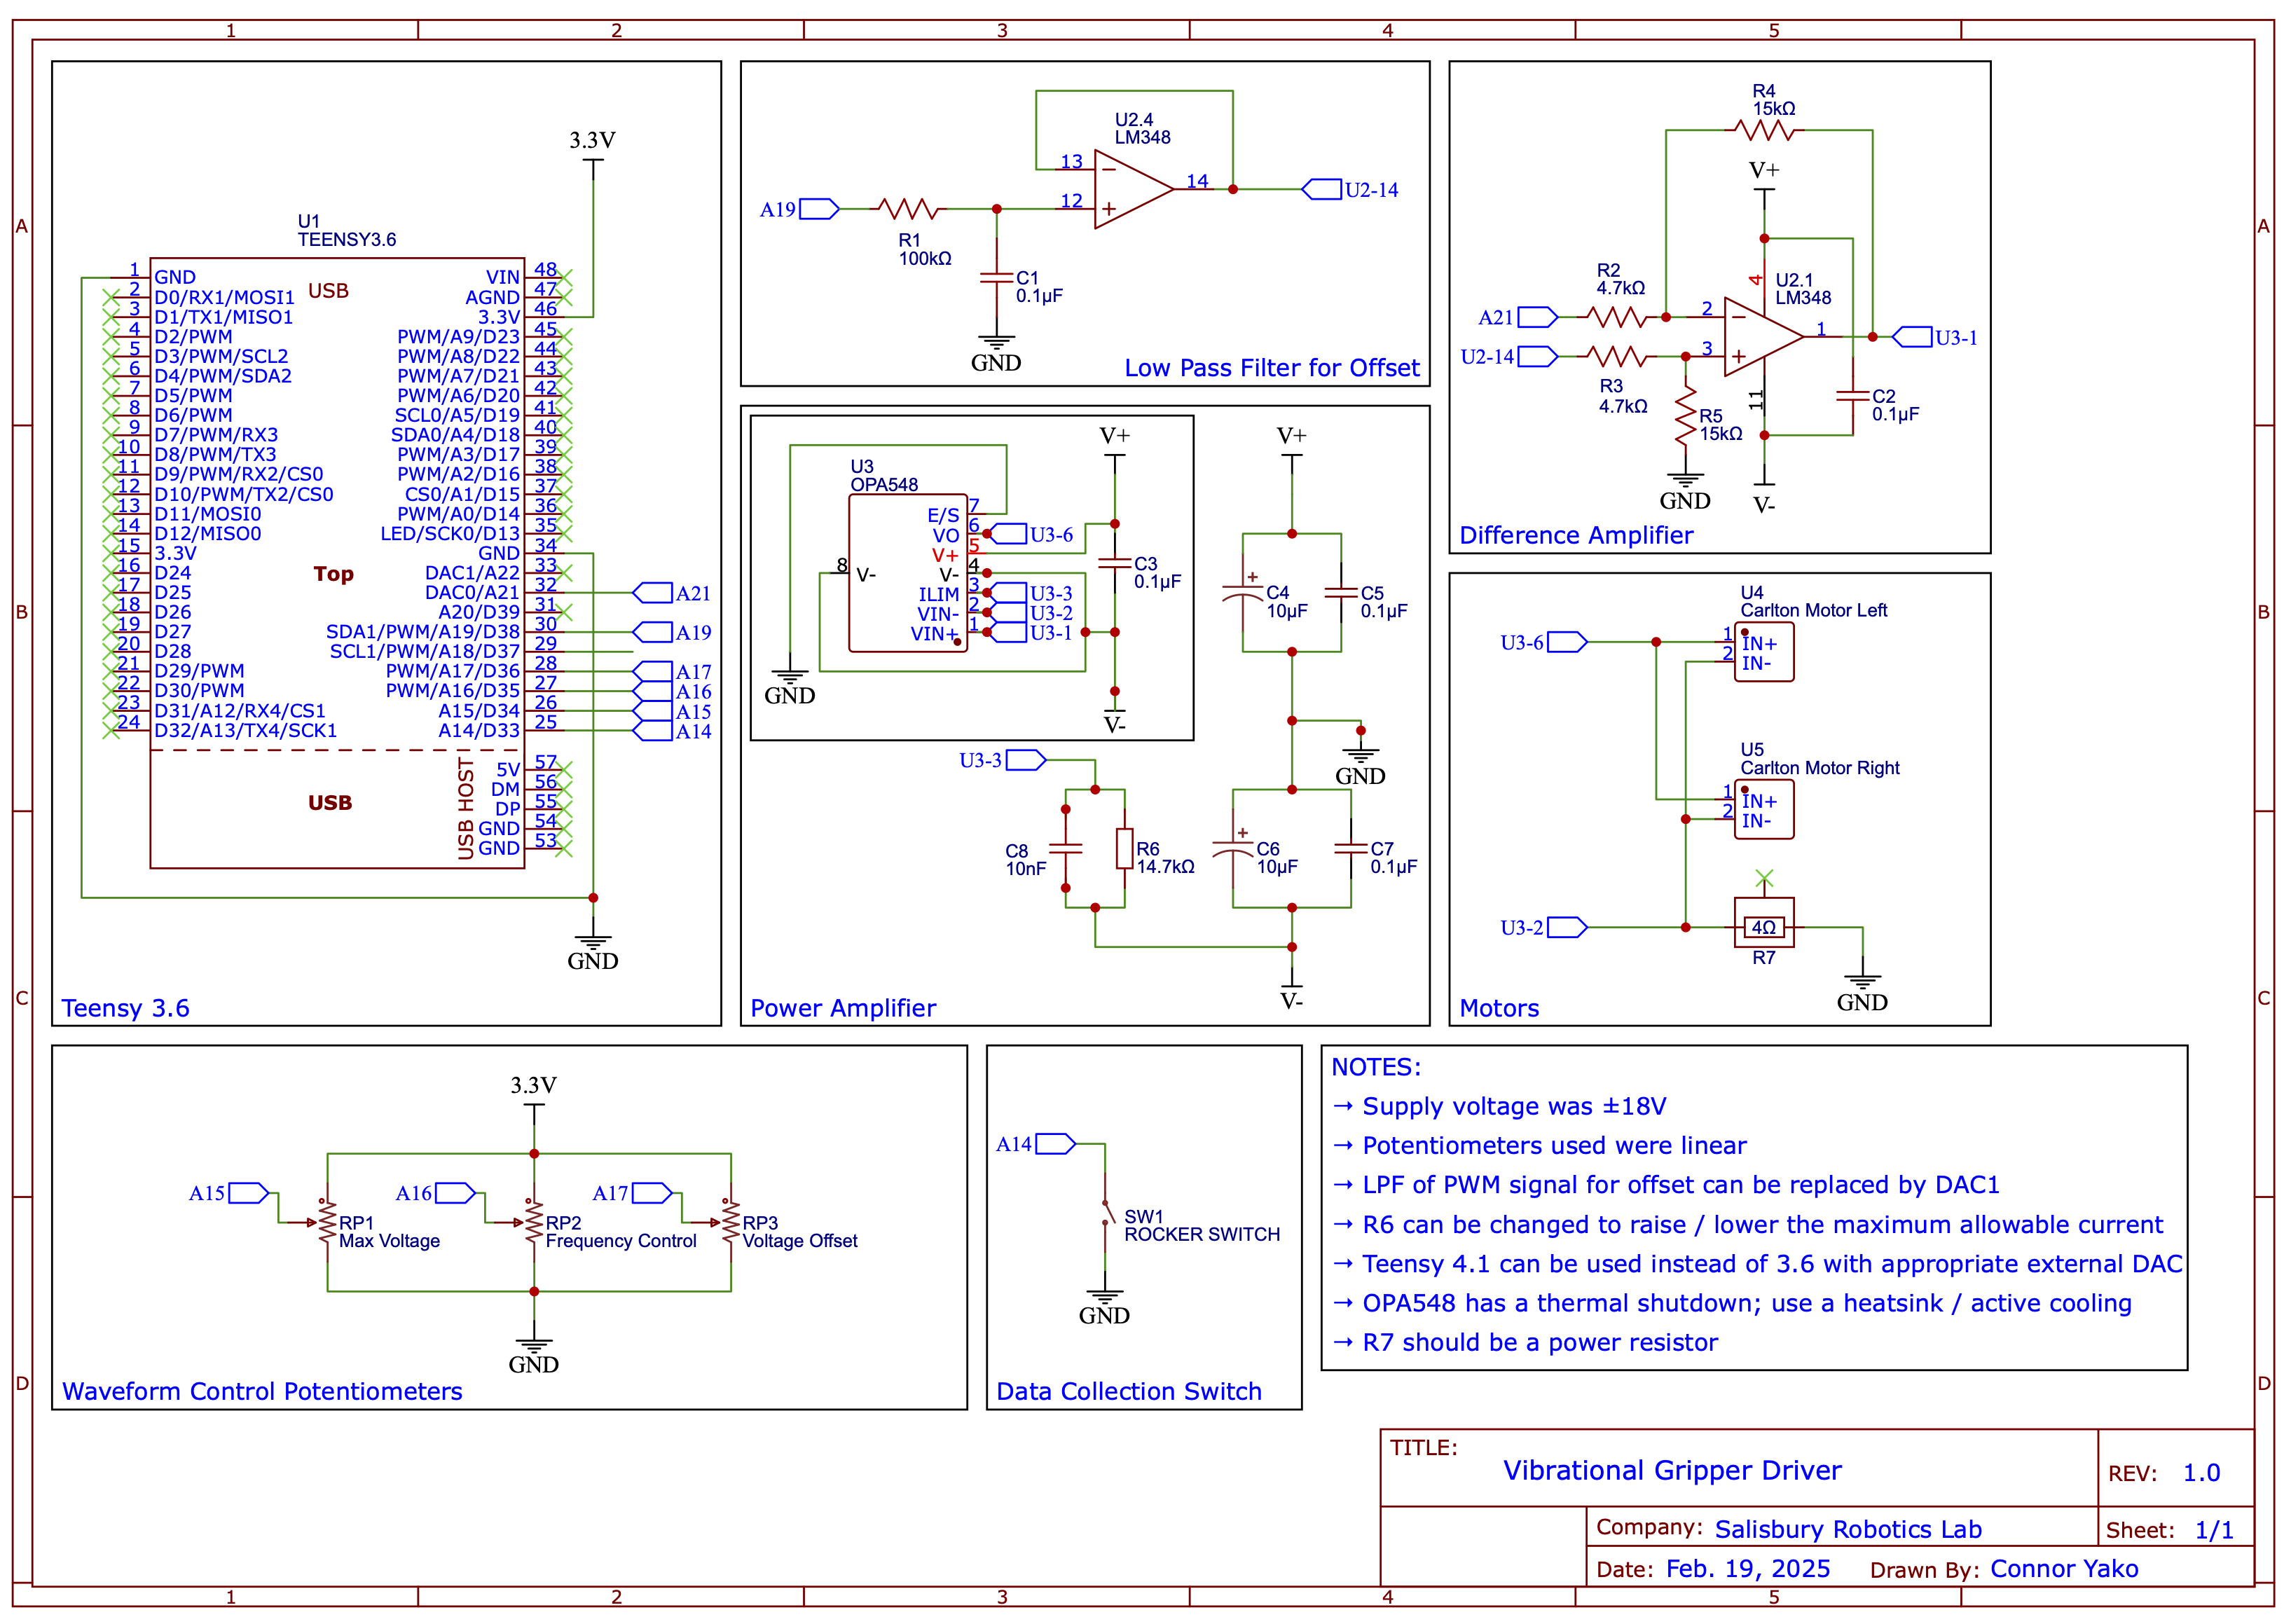 1 2 3 4 5
A
B
C
D
A
B
C
D
3.3V
U1
TEENSY3.6
USB
1 GND
2 D0/RX1/MOSI1
3 D1/TX1/MISO1
4 D2/PWM
5 D3/PWM/SCL2
6 D4/PWM/SDA2
7 D5/PWM
8 D6/PWM
9 D7/PWM/RX3
10 D8/PWM/TX3
11 D9/PWM/RX2/CS0
12 D10/PWM/TX2/CS0
13 D11/MOSI0
14 D12/MISO0
15 3.3V
16 D24
17 D25
18 D26
19 D27
20 D28
21 D29/PWM
22 D30/PWM
23 D31/A12/RX4/CS1
24 D32/A13/TX4/SCK1
Top
VIN 48
AGND 47
3.3V 46
PWM/A9/D23 45
PWM/A8/D22 44
PWM/A7/D21 43
PWM/A6/D20 42
SCL0/A5/D19 41
SDA0/A4/D18 40
PWM/A3/D17 39
PWM/A2/D16 38
CS0/A1/D15 37
PWM/A0/D14 36
LED/SCK0/D13 35
GND 34
DAC1/A22 33
DAC0/A21 32 A21
A20/D39 31
SDA1/PWM/A19/D38 30 A19
SCL1/PWM/A18/D37 29
PWM/A17/D36 28 A17
PWM/A16/D35 27 A16
A15/D34 26 A15
A14/D33 25 A14
USB
USB HOST
5V 57
DM 56
DP 55
GND 54
GND 53
GND
Teensy 3.6
U2.4
LM348
13
12
14
U2-14
A19
R1
100kΩ
C1
0.1µF
GND
Low Pass Filter for Offset
U3
OPA548
E/S 7
VO 6 U3-6
V+ 5
V- 4
ILIM 3 U3-3
VIN- 2 U3-2
VIN+ 1 U3-1
8 V-
GND
V+
C3
0.1µF
V-
V+
C4
10µF
C5
0.1µF
GND
U3-3
C8
10nF
R6
14.7kΩ
C6
10µF
C7
0.1µF
V-
Power Amplifier
R4
15kΩ
V+
4
U2.1
LM348
R2
4.7kΩ
A21
2
U2-14
3
1
U3-1
R3
4.7kΩ
R5
15kΩ
11
C2
0.1µF
GND
V-
Difference Amplifier
U4
Carlton Motor Left
U3-6
1 IN+
2 IN-
U5
Carlton Motor Right
1 IN+
2 IN-
U3-2
4Ω
R7
GND
Motors
3.3V
A15
RP1
Max Voltage
A16
RP2
Frequency Control
A17
RP3
Voltage Offset
GND
Waveform Control Potentiometers
A14
SW1
ROCKER SWITCH
GND
Data Collection Switch
NOTES:
→ Supply voltage was ±18V
→ Potentiometers used were linear
→ LPF of PWM signal for offset can be replaced by DAC1
→ R6 can be changed to raise / lower the maximum allowable current
→ Teensy 4.1 can be used instead of 3.6 with appropriate external DAC
→ OPA548 has a thermal shutdown; use a heatsink / active cooling
→ R7 should be a power resistor
TITLE:
Vibrational Gripper Driver
REV: 1.0
Company: Salisbury Robotics Lab
Sheet: 1/1
Date: Feb. 19, 2025
Drawn By: Connor Yako
1 2 3 4 5